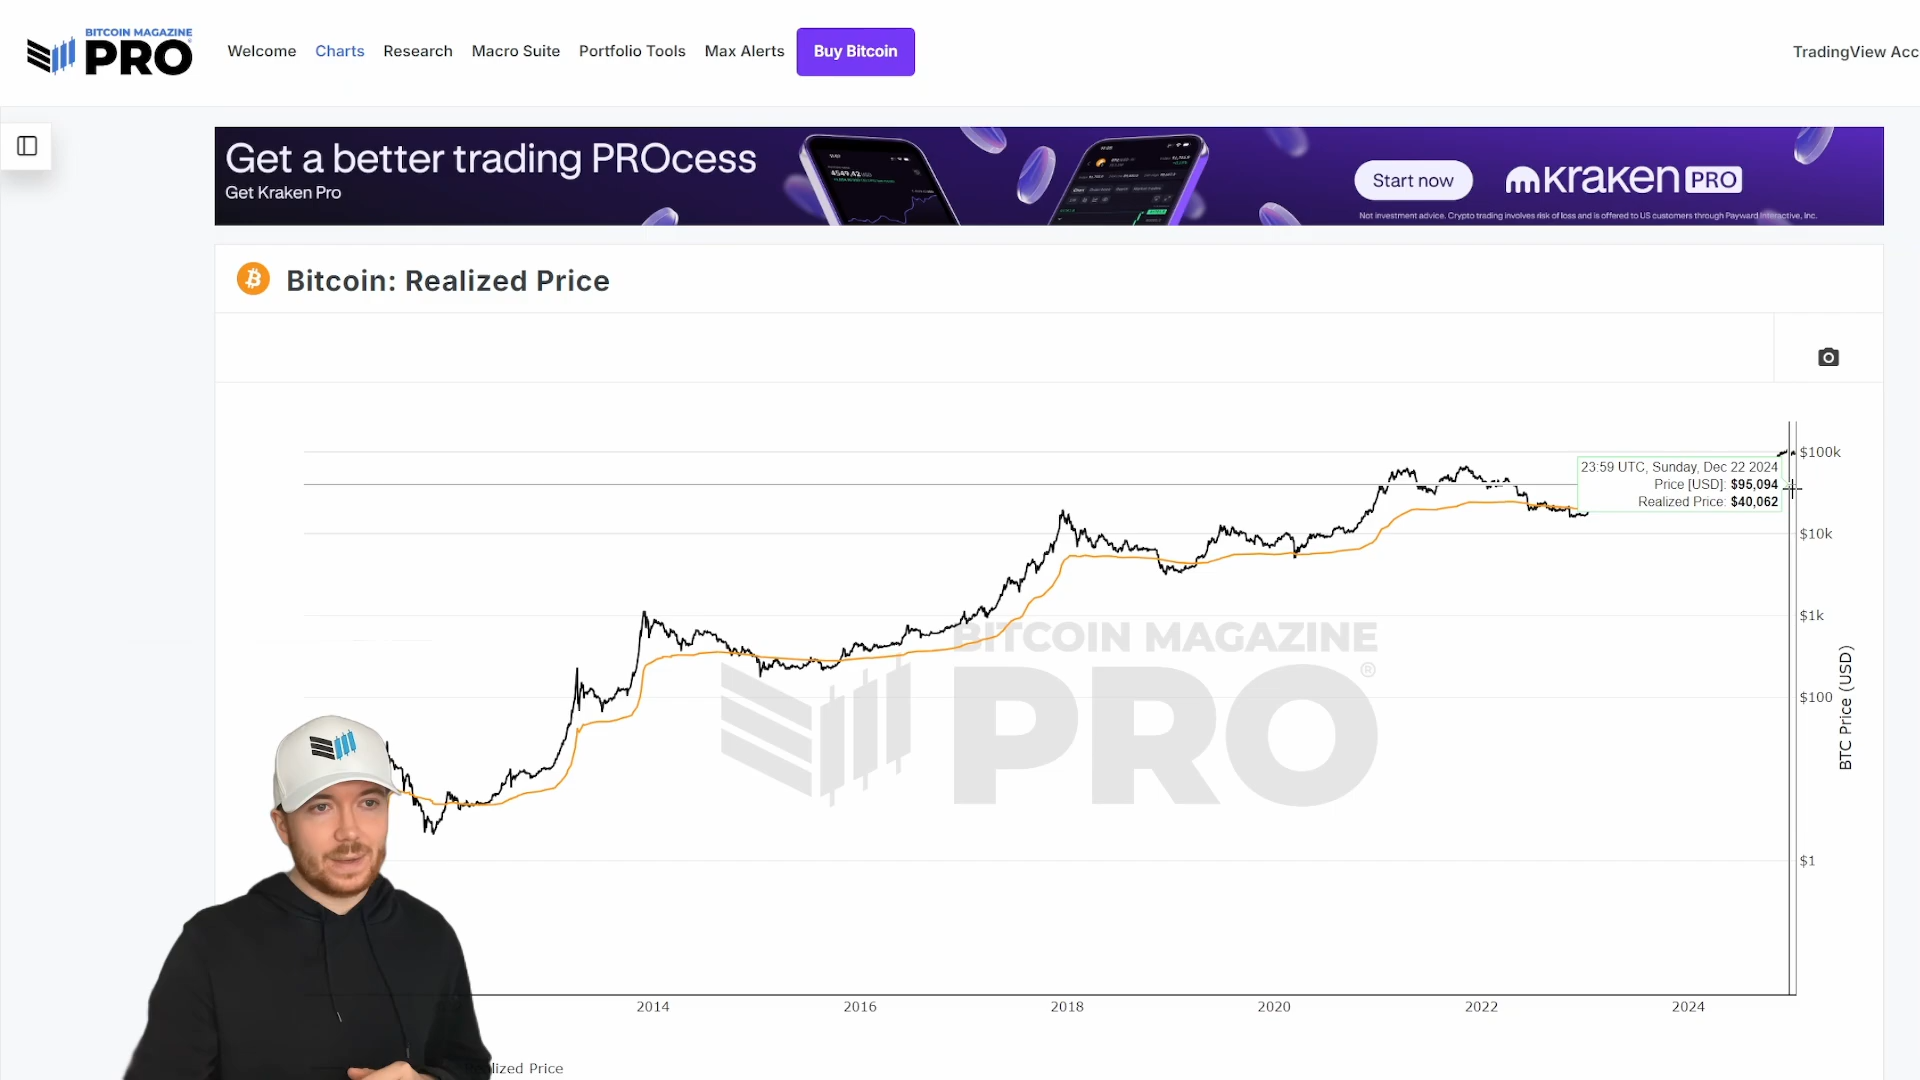 BITCOIN MAGAZINE
PRO
Welcome
Charts
Research
Macro Suite
Portfolio Tools
Max Alerts
Buy Bitcoin
TradingView Acc
Get a better trading PROcess
Get Kraken Pro
Start now
kraken PRO
Not investment advice. Crypto trading involves risk of loss and is offered to US customers through Payward Interactive, Inc.
Bitcoin: Realized Price
23:59 UTC, Sunday, Dec 22 2024
Price [USD]: $95,094
Realized Price: $40,062
$100k
$10k
$1k
$100
$1
BTC Price (USD)
BITCOIN MAGAZINE
PRO®
2014
2016
2018
2020
2022
2024
lized Price